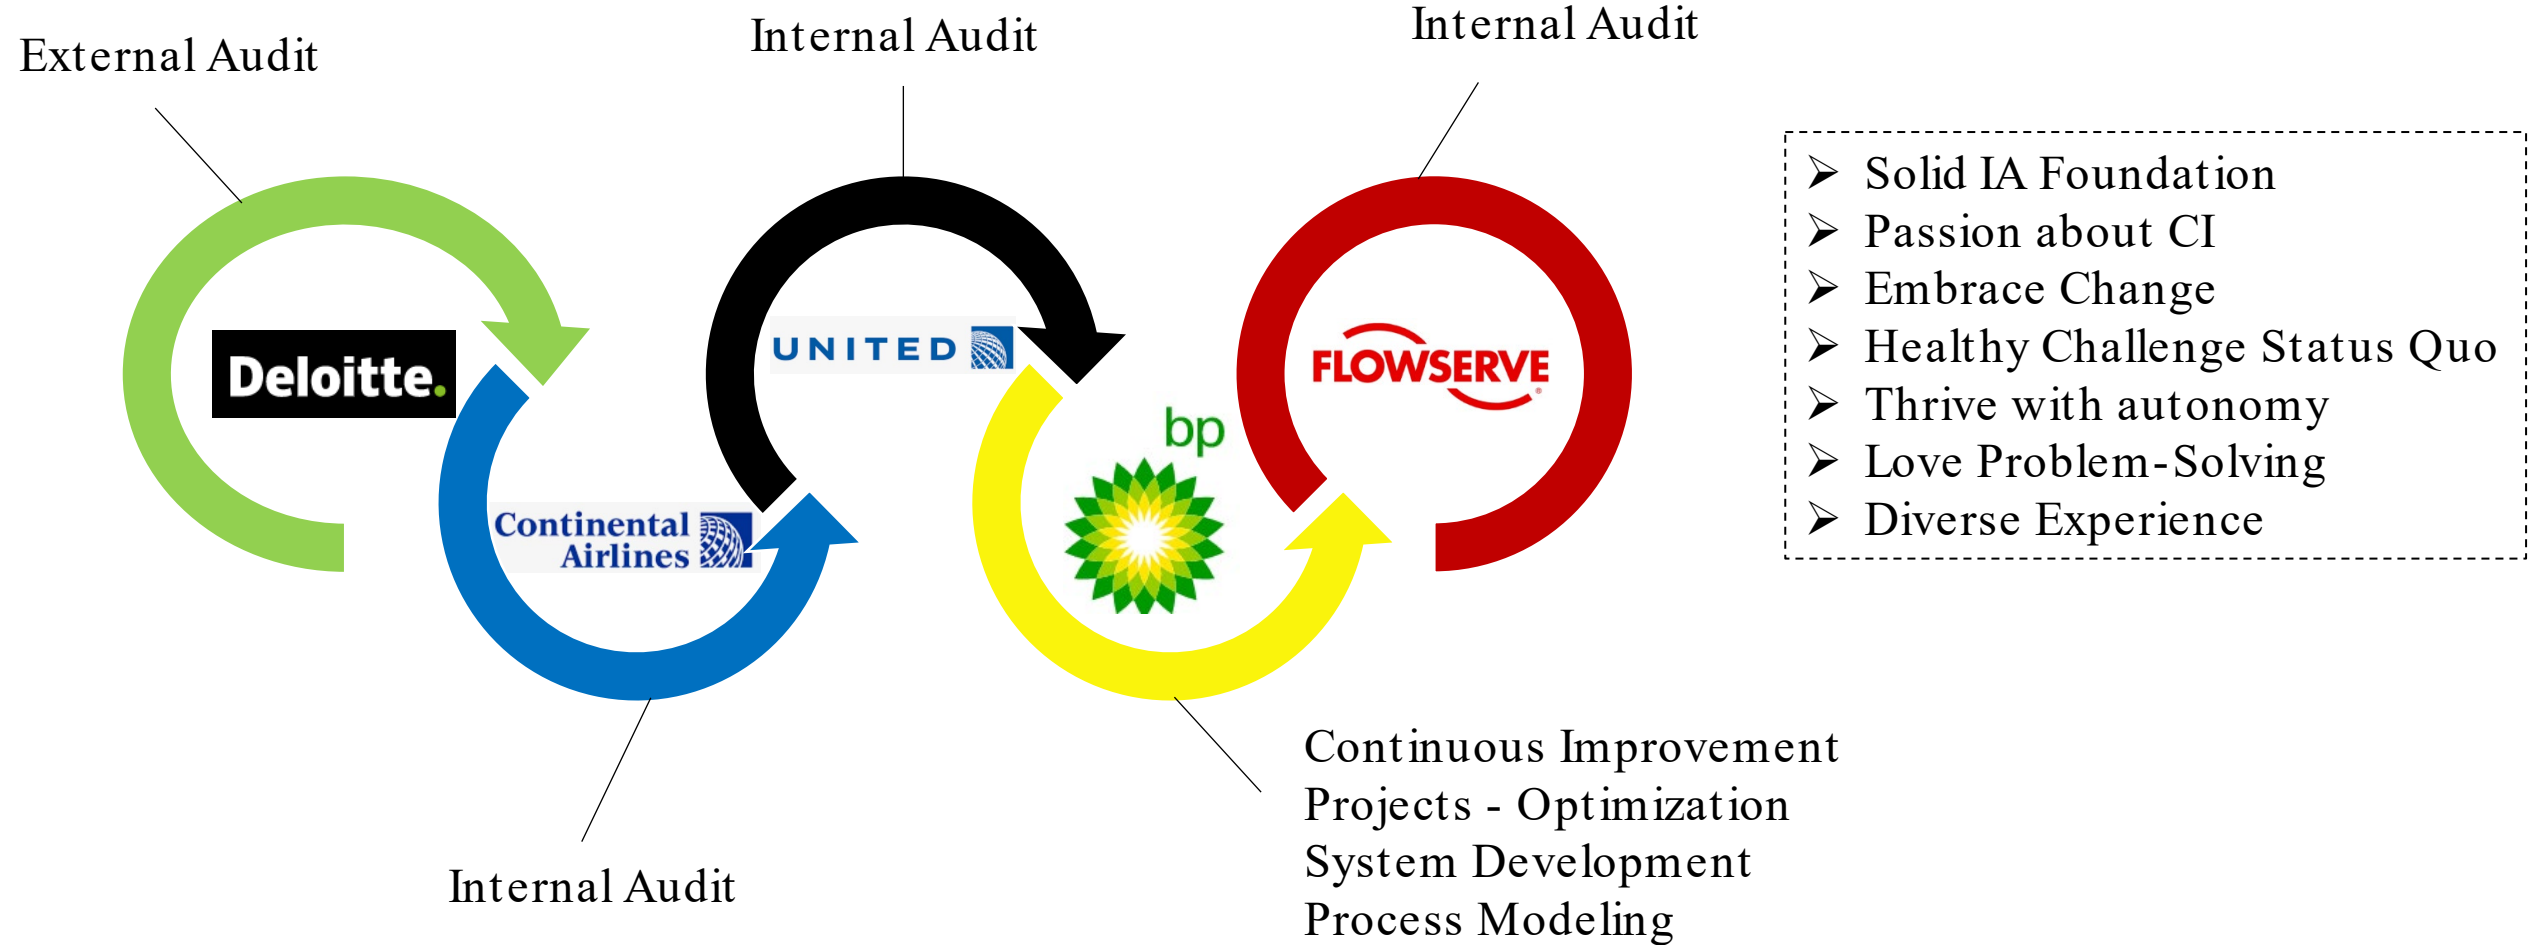 External Audit
Internal Audit
Internal Audit
Deloitte.
Continental
Airlines
UNITED
bp
FLOWSERVE
®
Internal Audit
Continuous Improvement
Projects - Optimization
System Development
Process Modeling
➢ Solid IA Foundation
➢ Passion about CI
➢ Embrace Change
➢ Healthy Challenge Status Quo
➢ Thrive with autonomy
➢ Love Problem-Solving
➢ Diverse Experience